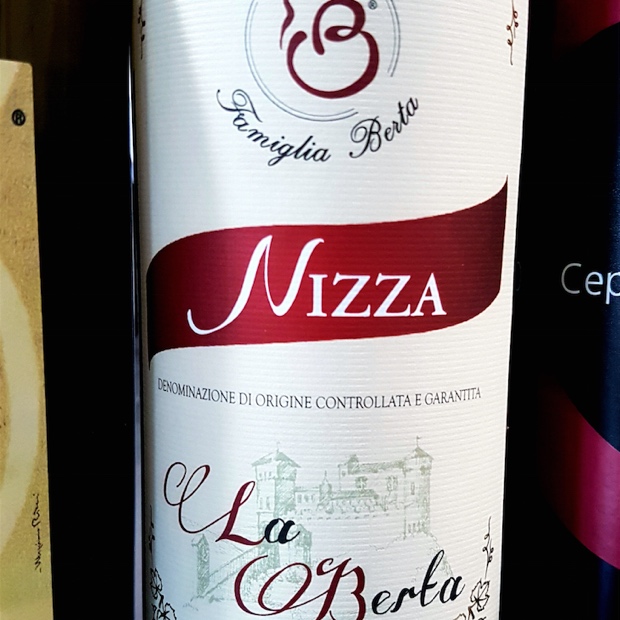 ®
Famiglia Berta
NIZZA
DENOMINAZIONE DI ORIGINE CONTROLLATA E GARANTITA
La
Berta
®
Cep